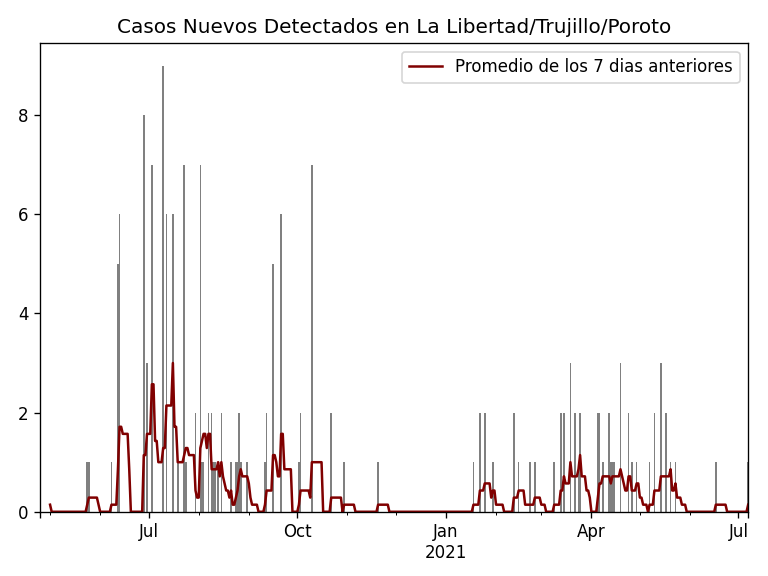 Casos Nuevos Detectados en La Libertad/Trujillo/Poroto
Promedio de los 7 dias anteriores
8
6
4
2
0
Jul
Oct
Jan
Apr
Jul
2021